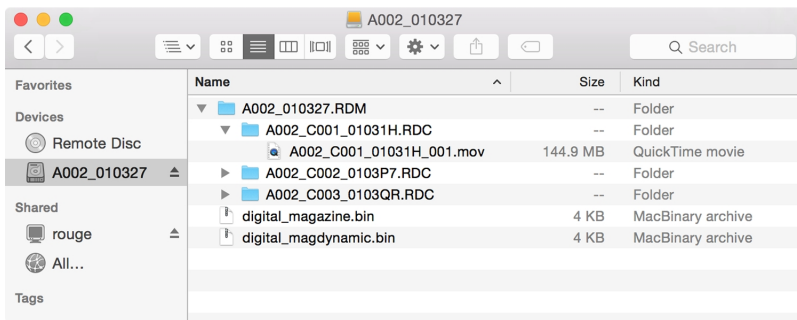 A002_010327
Search
Favorites
Devices
Remote Disc
A002_010327
Shared
rouge
All...
Tags
Name Size Kind
A002_010327.RDM -- Folder
A002_C001_01031H.RDC -- Folder
A002_C001_01031H_001.mov 144.9 MB QuickTime movie
A002_C002_0103P7.RDC -- Folder
A002_C003_0103QR.RDC -- Folder
digital_magazine.bin 4 KB MacBinary archive
digital_magdynamic.bin 4 KB MacBinary archive